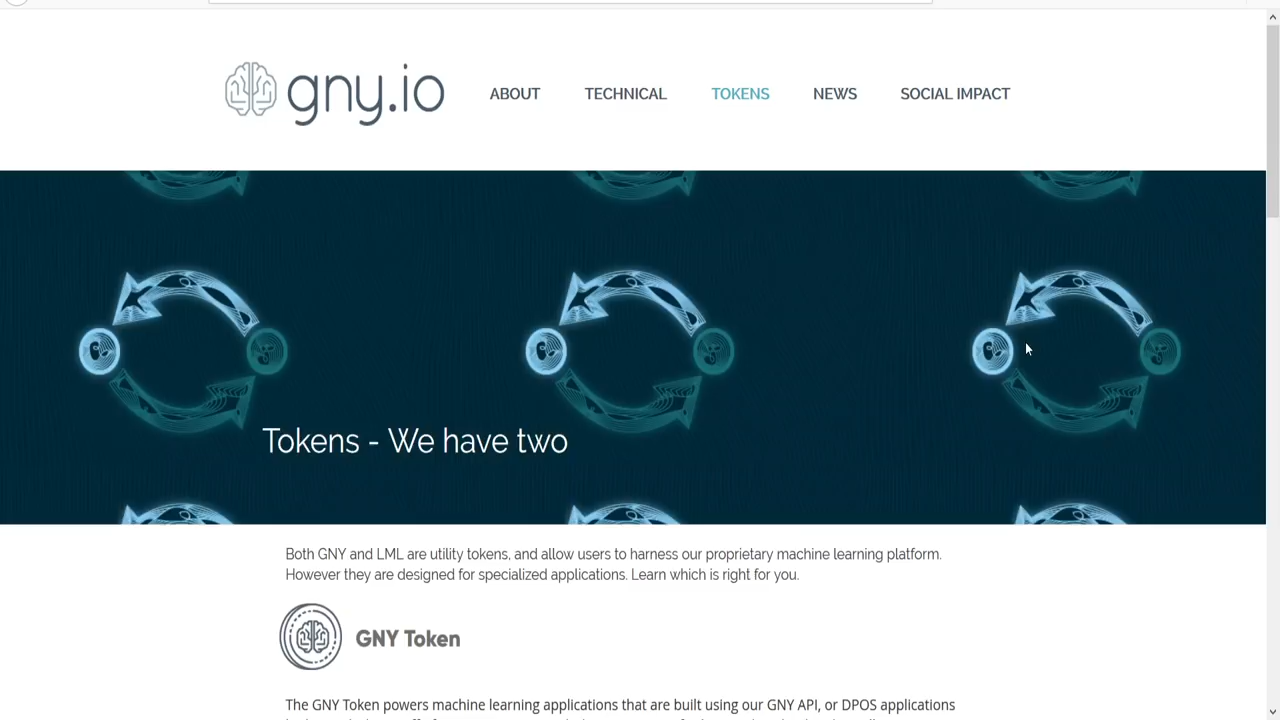 gny.io
ABOUT TECHNICAL TOKENS NEWS SOCIAL IMPACT
Tokens - We have two
Both GNY and LML are utility tokens, and allow users to harness our proprietary machine learning platform.
However they are designed for specialized applications. Learn which is right for you.
GNY Token
The GNY Token powers machine learning applications that are built using our GNY API, or DPOS applications